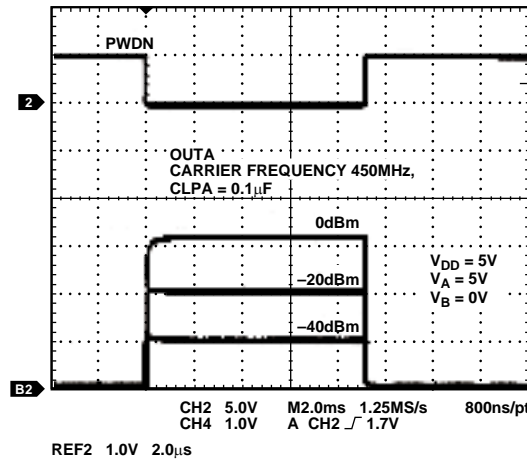 PWDN
2
OUTA
CARRIER FREQUENCY 450MHz,
CLPA = 0.1µF
0dBm
–20dBm
–40dBm
VDD = 5V
VA = 5V
VB = 0V
B2
CH2 5.0V M2.0ms 1.25MS/s 800ns/pt
CH4 1.0V A CH2 ⌡ 1.7V
REF2 1.0V 2.0µs